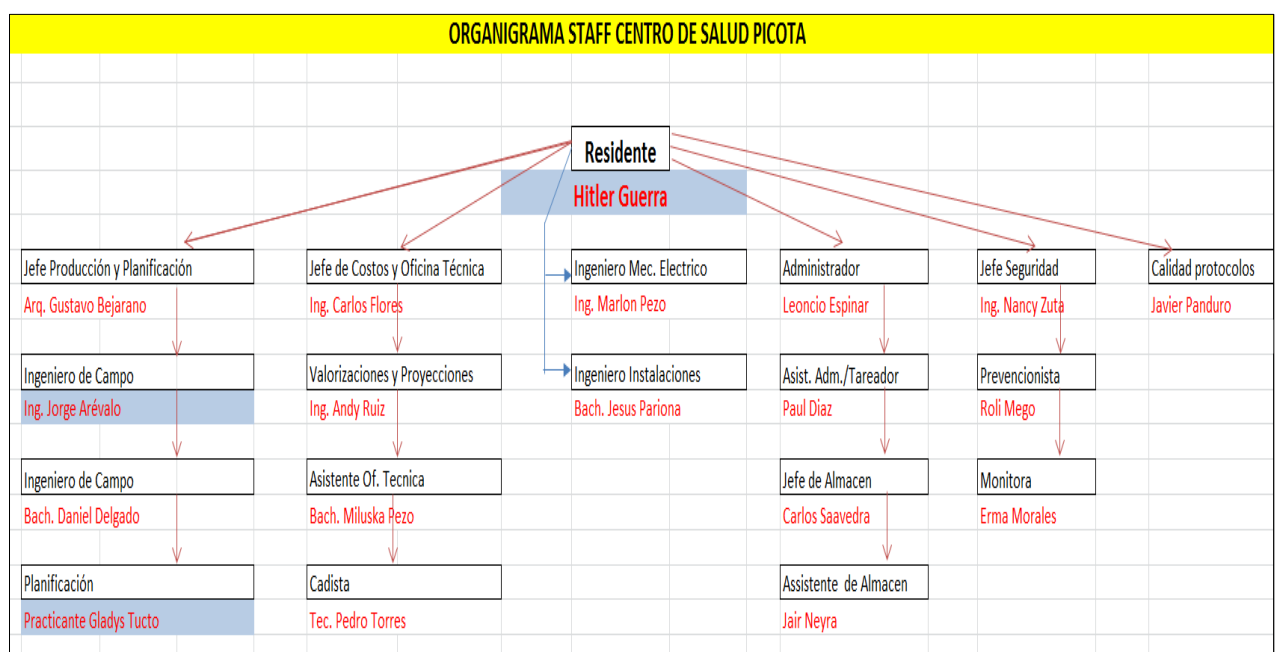 ORGANIGRAMA STAFF CENTRO DE SALUD PICOTA
Residente
Hitler Guerra
Jefe Producción y Planificación
Arq. Gustavo Bejarano
Ingeniero de Campo
Ing. Jorge Arévalo
Ingeniero de Campo
Bach. Daniel Delgado
Planificación
Practicante Gladys Tucto
Jefe de Costos y Oficina Técnica
Ing. Carlos Flores
Valorizaciones y Proyecciones
Ing. Andy Ruiz
Asistente Of. Tecnica
Bach. Miluska Pezo
Cadista
Tec. Pedro Torres
Ingeniero Mec. Electrico
Ing. Marlon Pezo
Ingeniero Instalaciones
Bach. Jesus Pariona
Administrador
Leoncio Espinar
Asist. Adm./Tareador
Paul Diaz
Jefe de Almacen
Carlos Saavedra
Assistente de Almacen
Jair Neyra
Jefe Seguridad
Ing. Nancy Zuta
Prevencionista
Roli Mego
Monitora
Erma Morales
Calidad protocolos
Javier Panduro